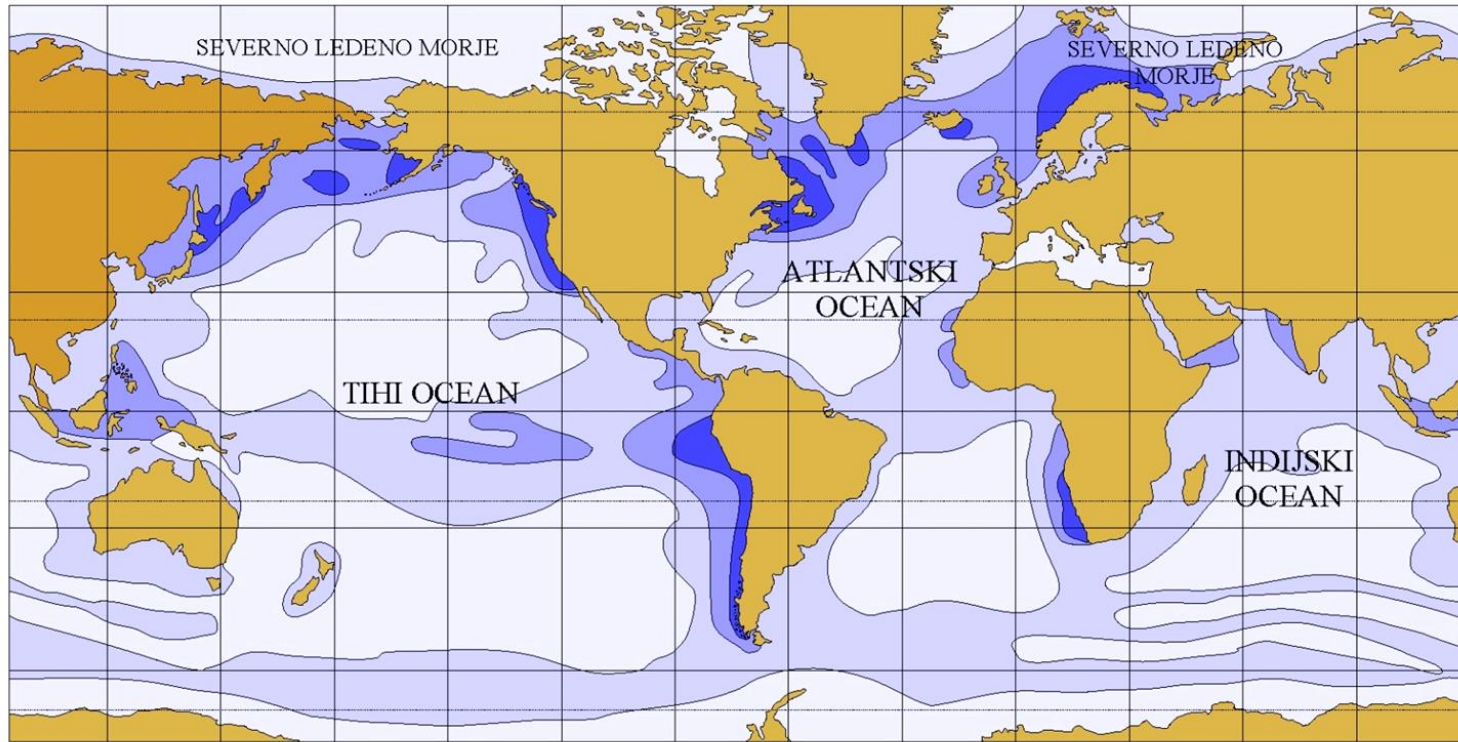 SEVERNO LEDENO MORJE
SEVERNO LEDENO
MORJE
ATLANTSKI
OCEAN
TIHI OCEAN
INDIJSKI
OCEAN